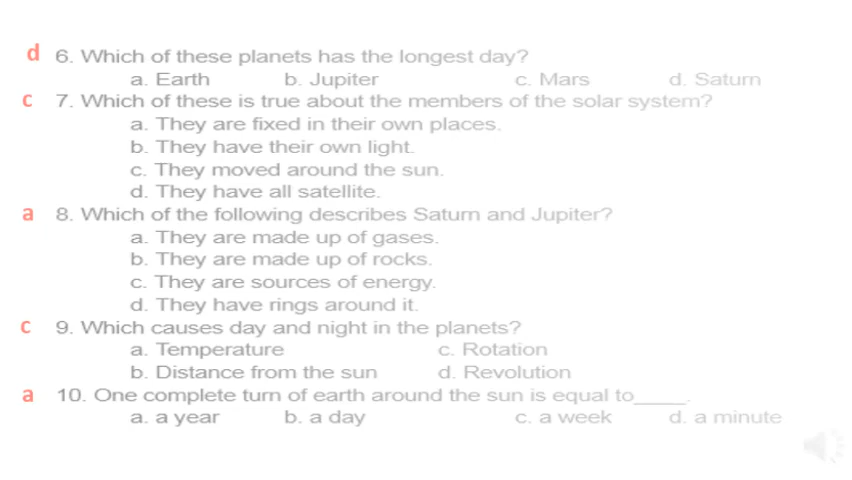 d 6. Which of these planets has the longest day?
a. Earth b. Jupiter c. Mars d. Saturn
c 7. Which of these is true about the members of the solar system?
a. They are fixed in their own places.
b. They have their own light.
c. They moved around the sun.
d. They have all satellite.
a 8. Which of the following describes Saturn and Jupiter?
a. They are made up of gases.
b. They are made up of rocks.
c. They are sources of energy.
d. They have rings around it.
c 9. Which causes day and night in the planets?
a. Temperature c. Rotation
b. Distance from the sun d. Revolution
a 10. One complete turn of earth around the sun is equal to_____.
a. a year b. a day c. a week d. a minute